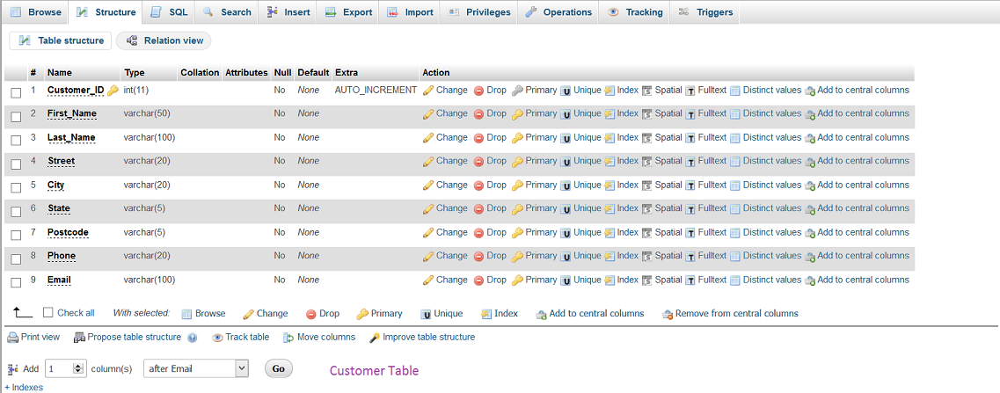 Browse Structure SQL Search Insert Export Import Privileges Operations Tracking Triggers
Table structure Relation view
# Name Type Collation Attributes Null Default Extra Action
1 Customer_ID int(11) No None AUTO_INCREMENT Change Drop Primary Unique Index Spatial Fulltext Distinct values Add to central columns
2 First_Name varchar(50) No None Change Drop Primary Unique Index Spatial Fulltext Distinct values Add to central columns
3 Last_Name varchar(100) No None Change Drop Primary Unique Index Spatial Fulltext Distinct values Add to central columns
4 Street varchar(20) No None Change Drop Primary Unique Index Spatial Fulltext Distinct values Add to central columns
5 City varchar(20) No None Change Drop Primary Unique Index Spatial Fulltext Distinct values Add to central columns
6 State varchar(5) No None Change Drop Primary Unique Index Spatial Fulltext Distinct values Add to central columns
7 Postcode varchar(5) No None Change Drop Primary Unique Index Spatial Fulltext Distinct values Add to central columns
8 Phone varchar(20) No None Change Drop Primary Unique Index Spatial Fulltext Distinct values Add to central columns
9 Email varchar(100) No None Change Drop Primary Unique Index Spatial Fulltext Distinct values Add to central columns
Check all With selected: Browse Change Drop Primary Unique Index Add to central columns Remove from central columns
Print view Propose table structure Track table Move columns Improve table structure
Add 1 column(s) after Email Go Customer Table
+ Indexes